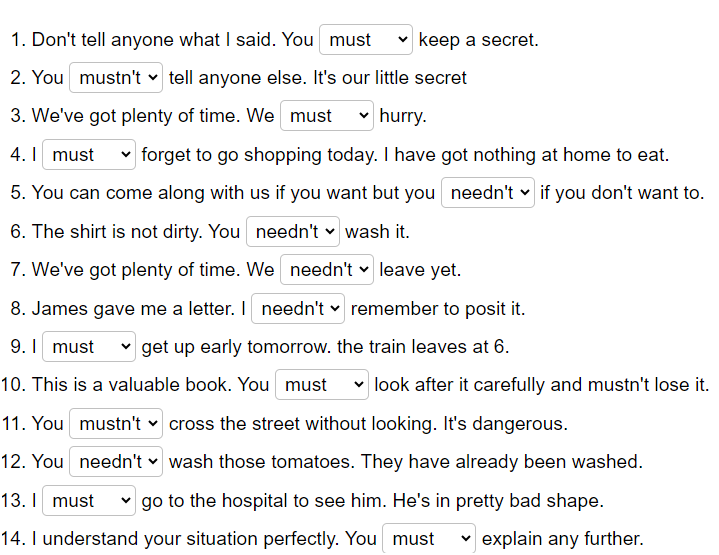 1. Don't tell anyone what I said. You must keep a secret.
2. You mustn't tell anyone else. It's our little secret
3. We've got plenty of time. We must hurry.
4. I must forget to go shopping today. I have got nothing at home to eat.
5. You can come along with us if you want but you needn't if you don't want to.
6. The shirt is not dirty. You needn't wash it.
7. We've got plenty of time. We needn't leave yet.
8. James gave me a letter. I needn't remember to posit it.
9. I must get up early tomorrow. the train leaves at 6.
10. This is a valuable book. You must look after it carefully and mustn't lose it.
11. You mustn't cross the street without looking. It's dangerous.
12. You needn't wash those tomatoes. They have already been washed.
13. I must go to the hospital to see him. He's in pretty bad shape.
14. I understand your situation perfectly. You must explain any further.